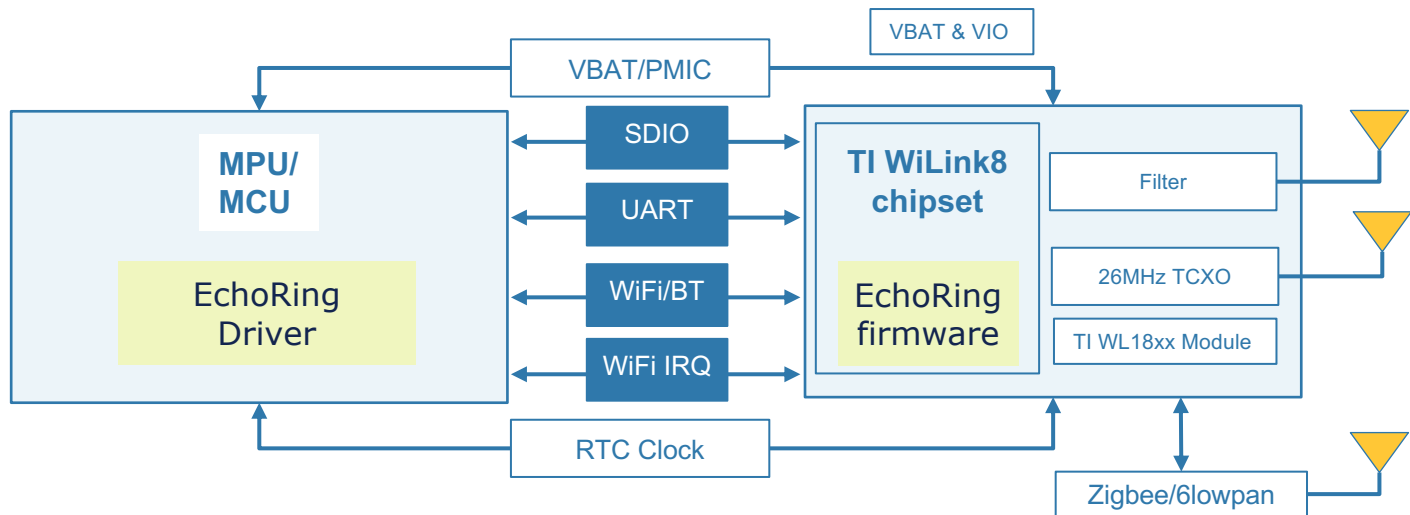 VBAT & VIO
VBAT/PMIC
MPU/
MCU
EchoRing
Driver
SDIO
UART
WiFi/BT
WiFi IRQ
RTC Clock
TI WiLink8
chipset
EchoRing
firmware
Filter
26MHz TCXO
TI WL18xx Module
Zigbee/6lowpan